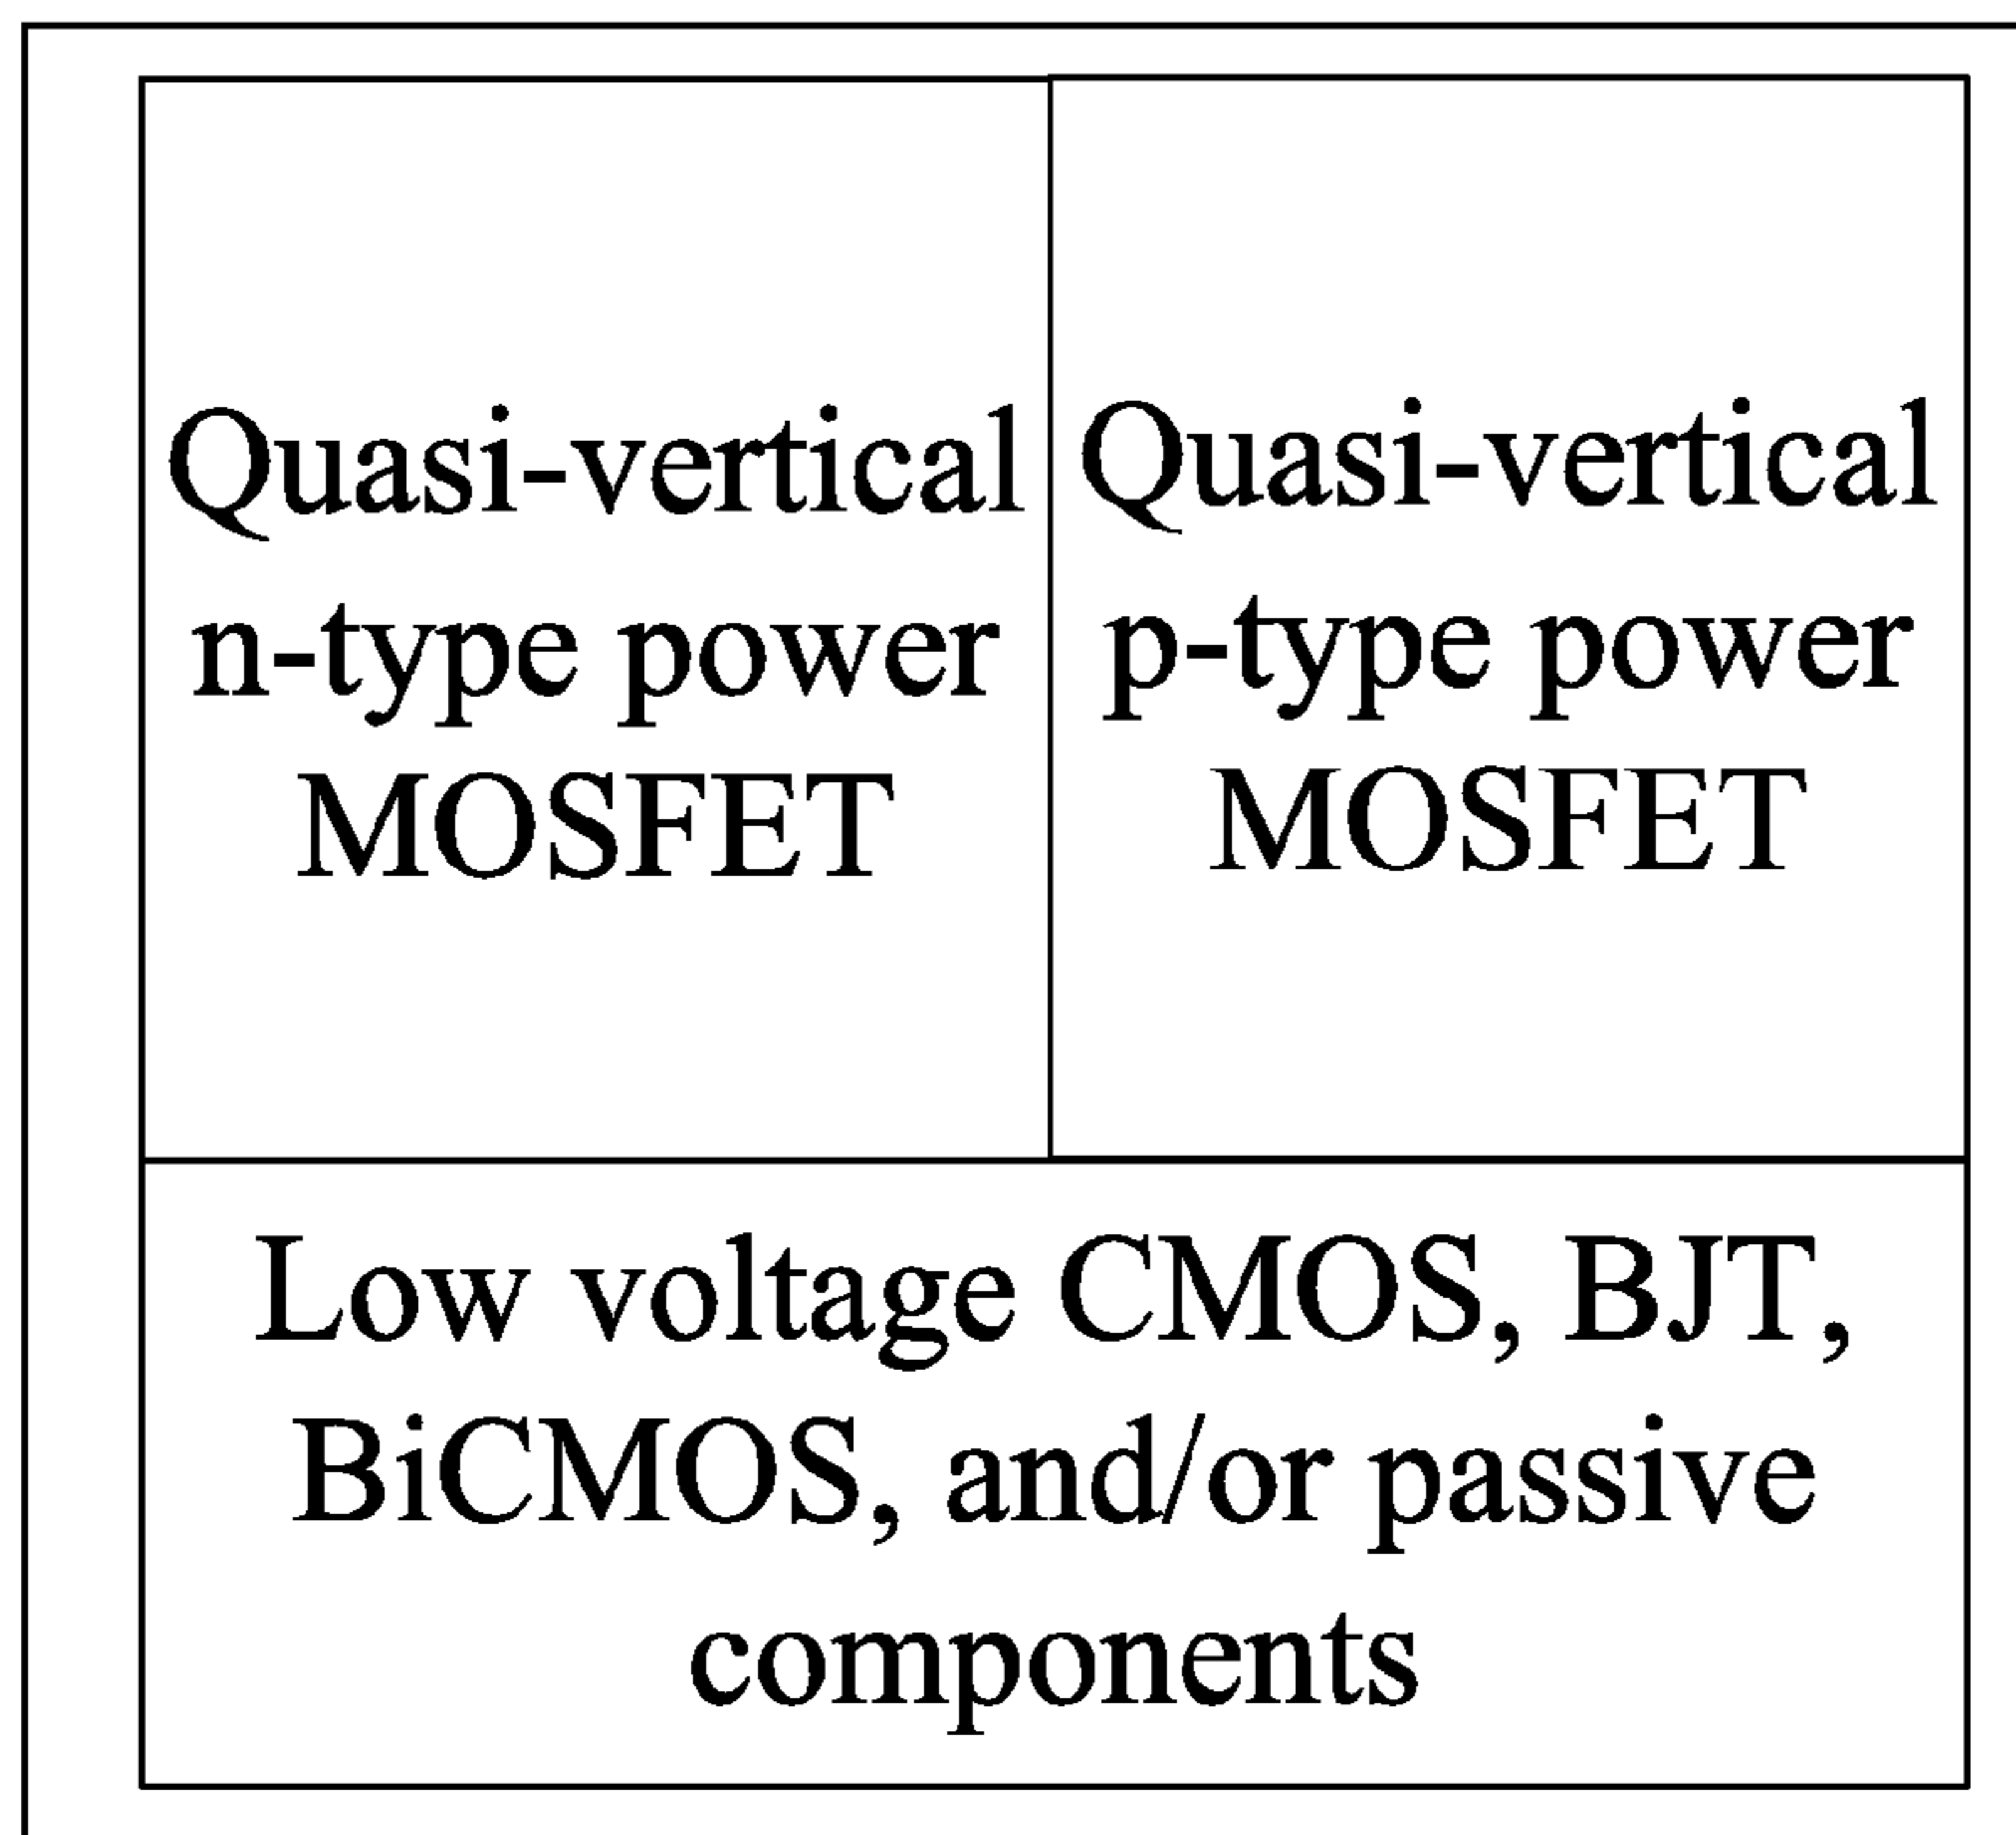 Quasi-vertical
n-type power
MOSFET
Quasi-vertical
p-type power
MOSFET
Low voltage CMOS, BJT,
BiCMOS, and/or passive
components